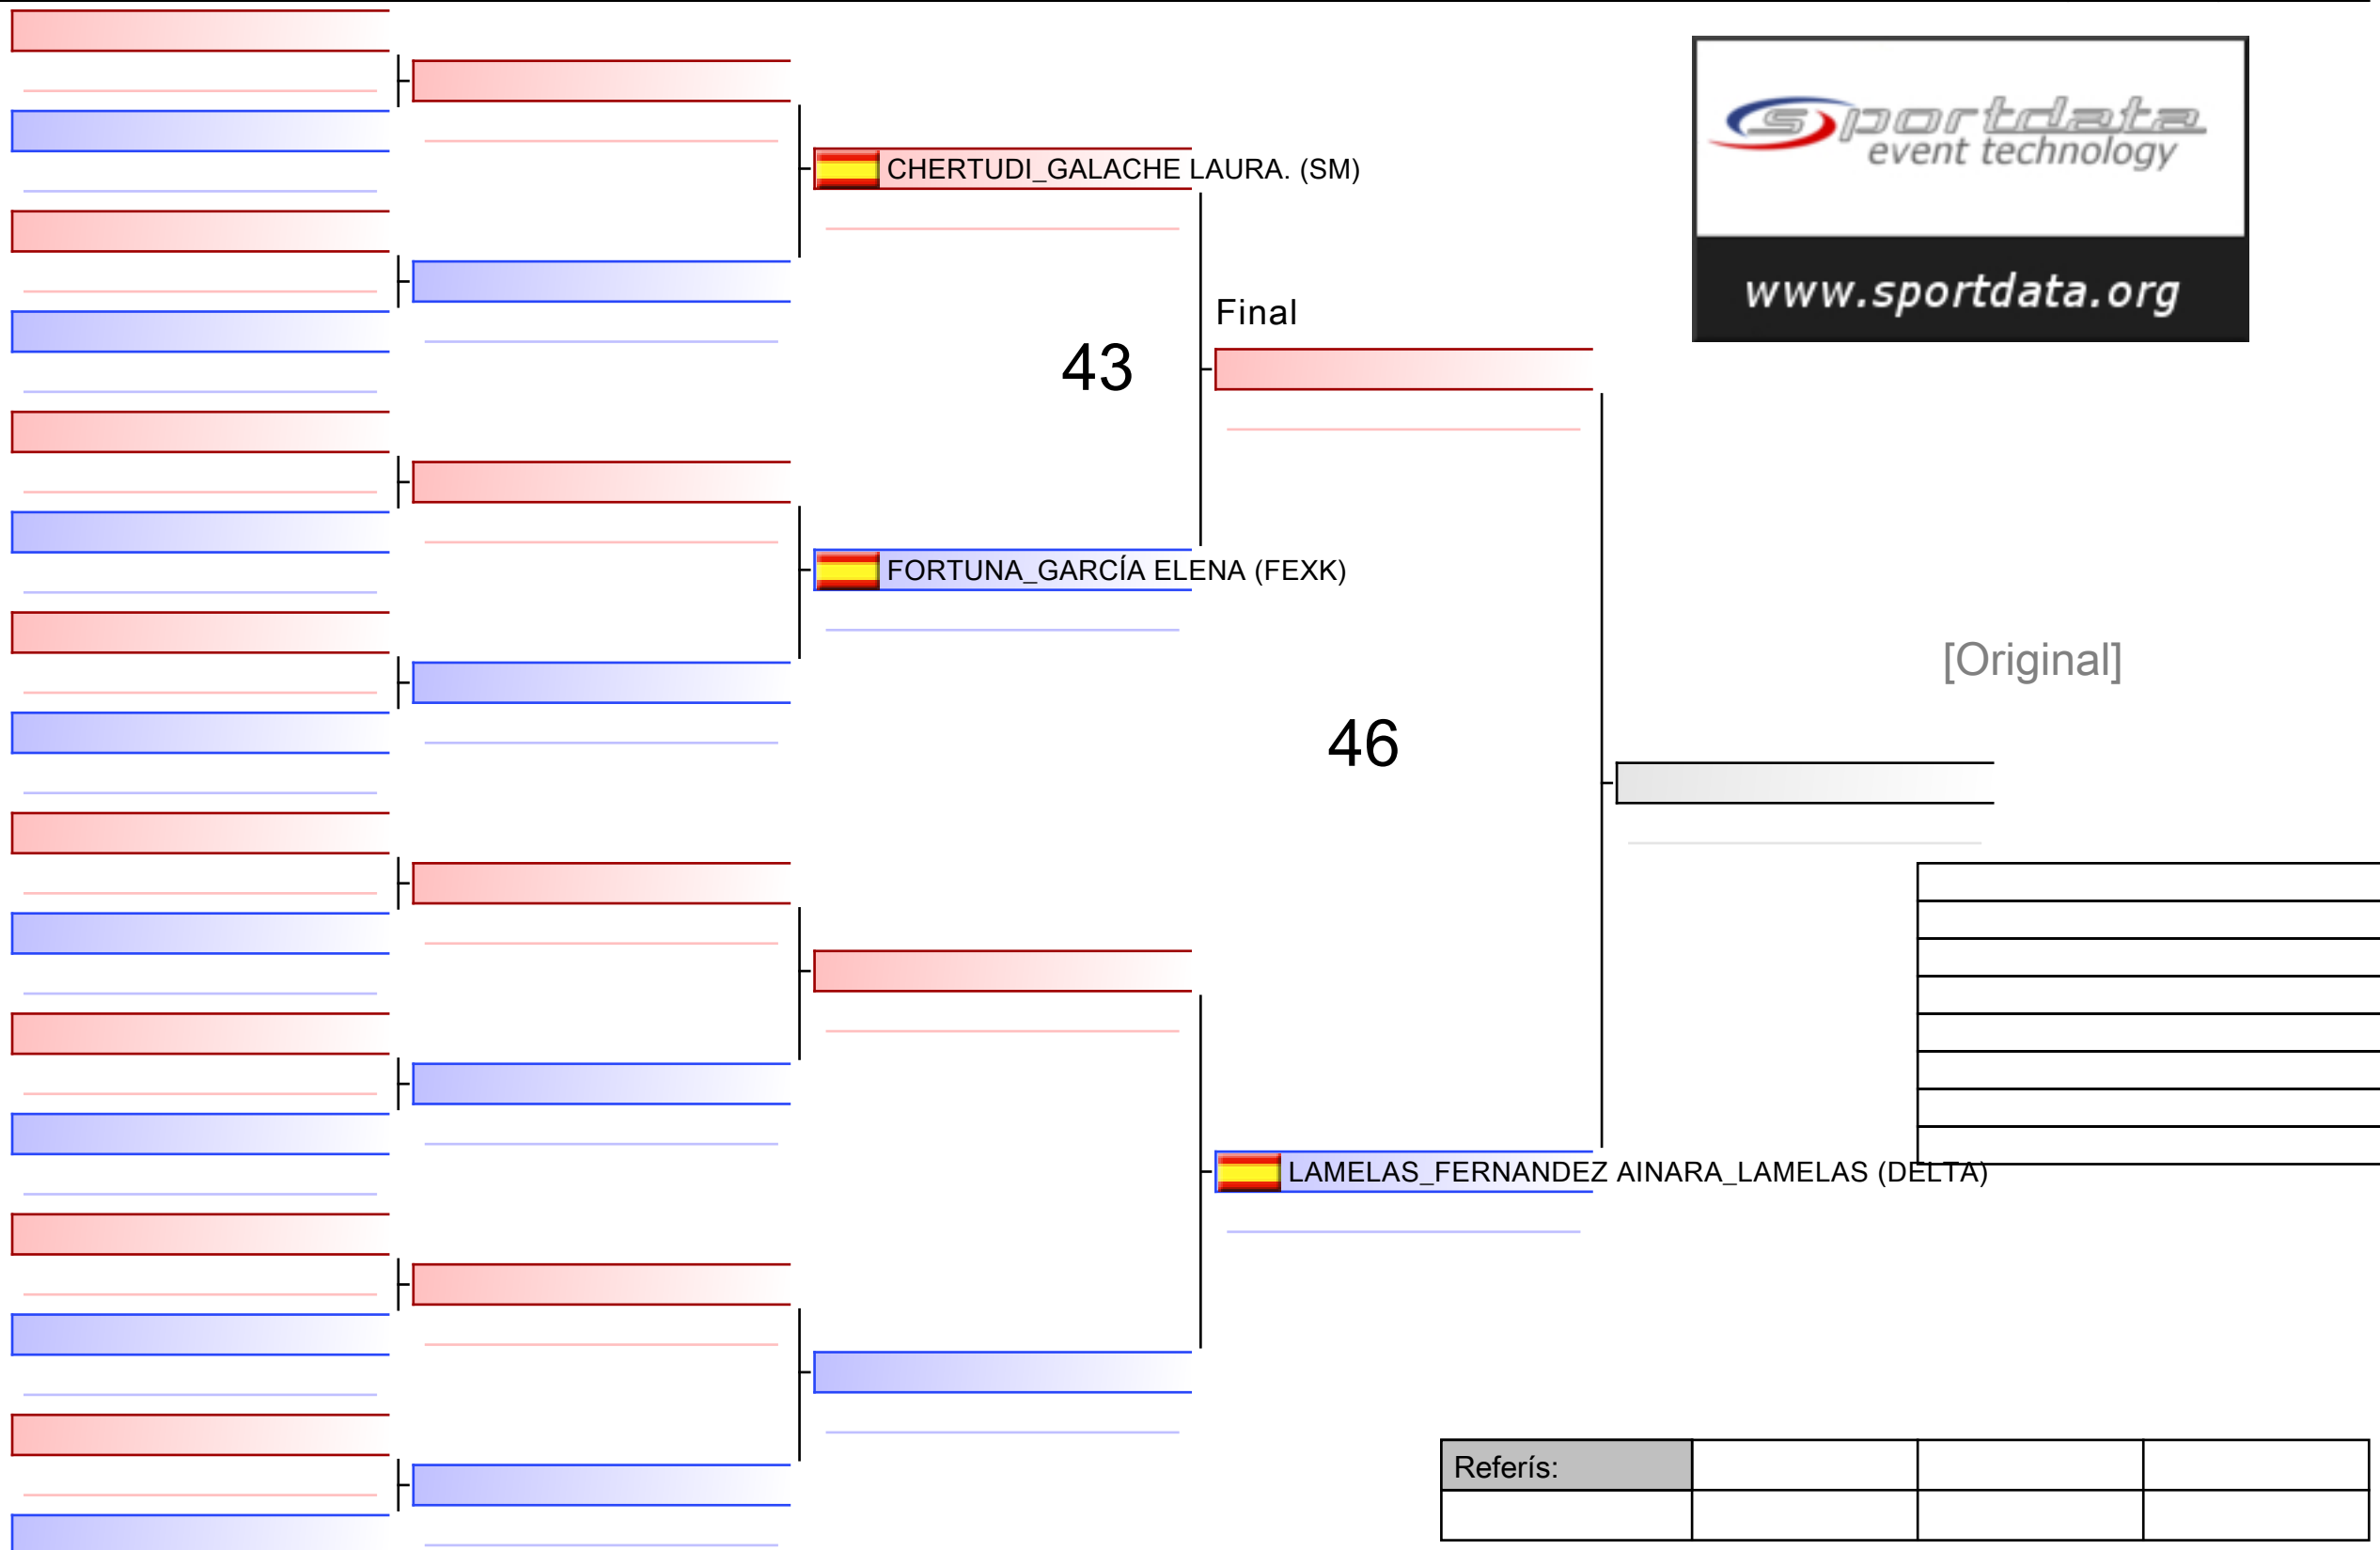 sportdata
event technology
www.sportdata.org
CHERTUDI_GALACHE LAURA. (SM)
Final
43
FORTUNA_GARCÍA ELENA (FEXK)
[Original]
46
LAMELAS_FERNANDEZ AINARA_LAMELAS (DELTA)
Referís: